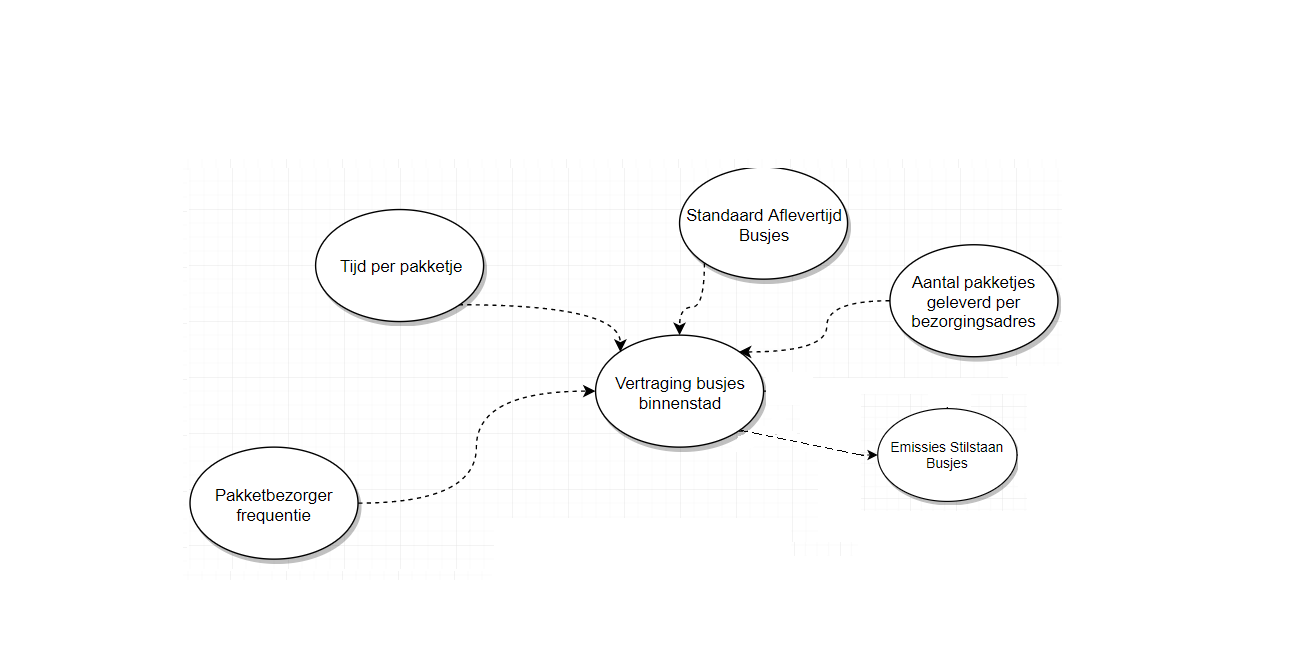 Standaard Aflevertijd
Busjes
Tijd per pakketje
Aantal pakketjes
geleverd per
bezorgingsadres
Vertraging busjes
binnenstad
Emissies Stilstaan
Busjes
Pakketbezorger
frequentie